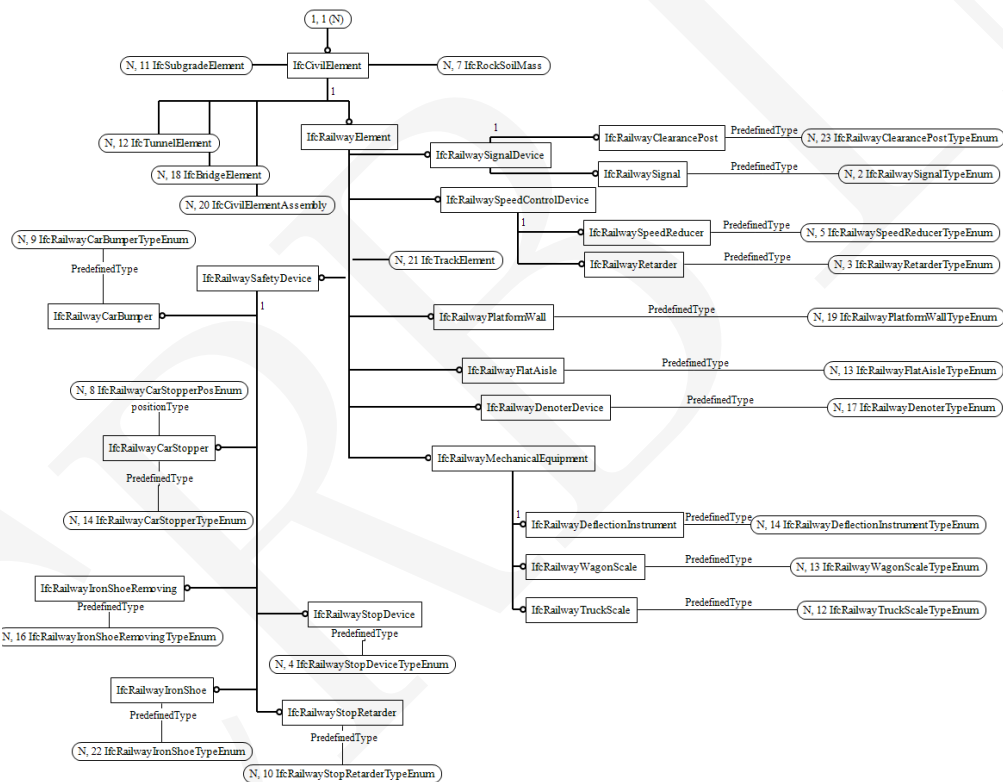 1, 1 (N)
N, 11 IfcSubgradeElement
IfcCivilElement
N, 7 IfcRockSoilMass
1
IfcRailwayElement
N, 12 IfcTunnelElement
N, 18 IfcBridgeElement
N, 20 IfcCivilElementAssembly
1
IfcRailwayClearancePost
PredefinedType
N, 23 IfcRailwayClearancePostTypeEnum
IfcRailwaySignalDevice
IfcRailwaySignal
PredefinedType
N, 2 IfcRailwaySignalTypeEnum
IfcRailwaySpeedControlDevice
1
IfcRailwaySpeedReducer
PredefinedType
N, 5 IfcRailwaySpeedReducerTypeEnum
N, 21 IfcTrackElement
IfcRailwayRetarder
PredefinedType
N, 3 IfcRailwayRetarderTypeEnum
N, 9 IfcRailwayCarBumperTypeEnum
PredefinedType
IfcRailwaySafetyDevice
1
IfcRailwayCarBumper
IfcRailwayPlatformWall
PredefinedType
N, 19 IfcRailwayPlatformWallTypeEnum
IfcRailwayFlatAisle
PredefinedType
N, 13 IfcRailwayFlatAisleTypeEnum
N, 8 IfcRailwayCarStopperPosEnum
positionType
IfcRailwayDenoterDevice
PredefinedType
N, 17 IfcRailwayDenoterTypeEnum
IfcRailwayCarStopper
PredefinedType
N, 14 IfcRailwayCarStopperTypeEnum
IfcRailwayMechanicalEquipment
1
IfcRailwayDeflectionInstrument
PredefinedType
N, 14 IfcRailwayDeflectionInstrumentTypeEnum
IfcRailwayWagonScale
PredefinedType
N, 13 IfcRailwayWagonScaleTypeEnum
IfcRailwayTruckScale
PredefinedType
N, 12 IfcRailwayTruckScaleTypeEnum
IfcRailwayIronShoeRemoving
PredefinedType
N, 16 IfcRailwayIronShoeRemovingTypeEnum
IfcRailwayStopDevice
PredefinedType
N, 4 IfcRailwayStopDeviceTypeEnum
IfcRailwayIronShoe
PredefinedType
N, 22 IfcRailwayIronShoeTypeEnum
IfcRailwayStopRetarder
PredefinedType
N, 10 IfcRailwayStopRetarderTypeEnum